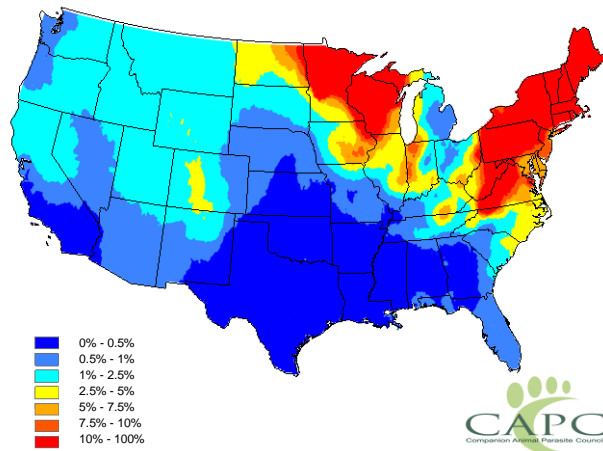 0% - 0.5%
0.5% - 1%
1% - 2.5%
2.5% - 5%
5% - 7.5%
7.5% - 10%
10% - 100%
CAPC
Companion Animal Parasite Council